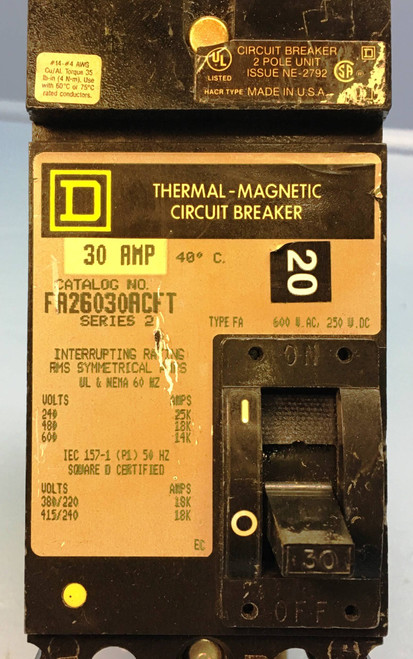 #14-#4 AWG
Cu/Al. Torque 35
lb-in (4 N-m). Use
with 60°C or 75°C
rated conductors.
UL
LISTED
CIRCUIT BREAKER
2 POLE UNIT
ISSUE NE-2792
HACR TYPE MADE IN U.S.A.
SA
D
D
THERMAL-MAGNETIC
CIRCUIT BREAKER
30 AMP 40° C.
20
CATALOG NO.
FA26030ACFT
SERIES 2
TYPE FA 600 V.AC, 250 V.DC
INTERRUPTING RATING
RMS SYMMETRICAL AMPS
UL & NEMA 60 HZ
VOLTS AMPS
240 25K
480 18K
600 14K
IEC 157-1 (P1) 50 HZ
SQUARE D CERTIFIED
VOLTS AMPS
380/220 18K
415/240 18K
EC
ON
I
O
30
OFF